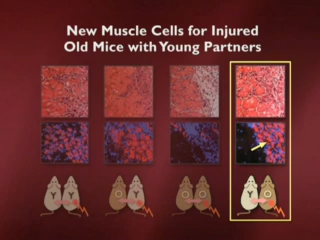 New Muscle Cells for Injured
Old Mice with Young Partners
Y Y